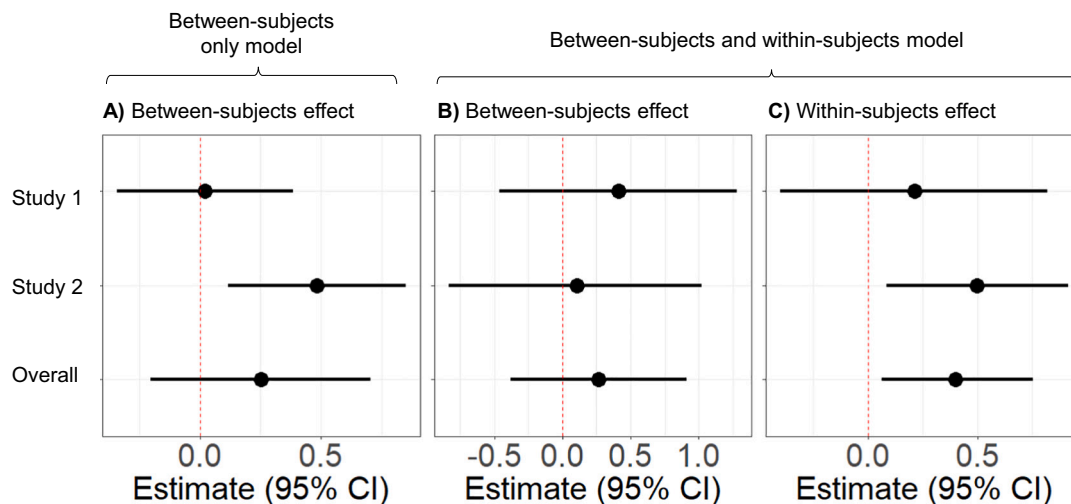 Between-subjects
only model
Between-subjects and within-subjects model
A) Between-subjects effect
B) Between-subjects effect
C) Within-subjects effect
Study 1
Study 2
Overall
0.0 0.5
-0.5 0.0 0.5 1.0
0.0 0.5
Estimate (95% CI)
Estimate (95% CI)
Estimate (95% CI)